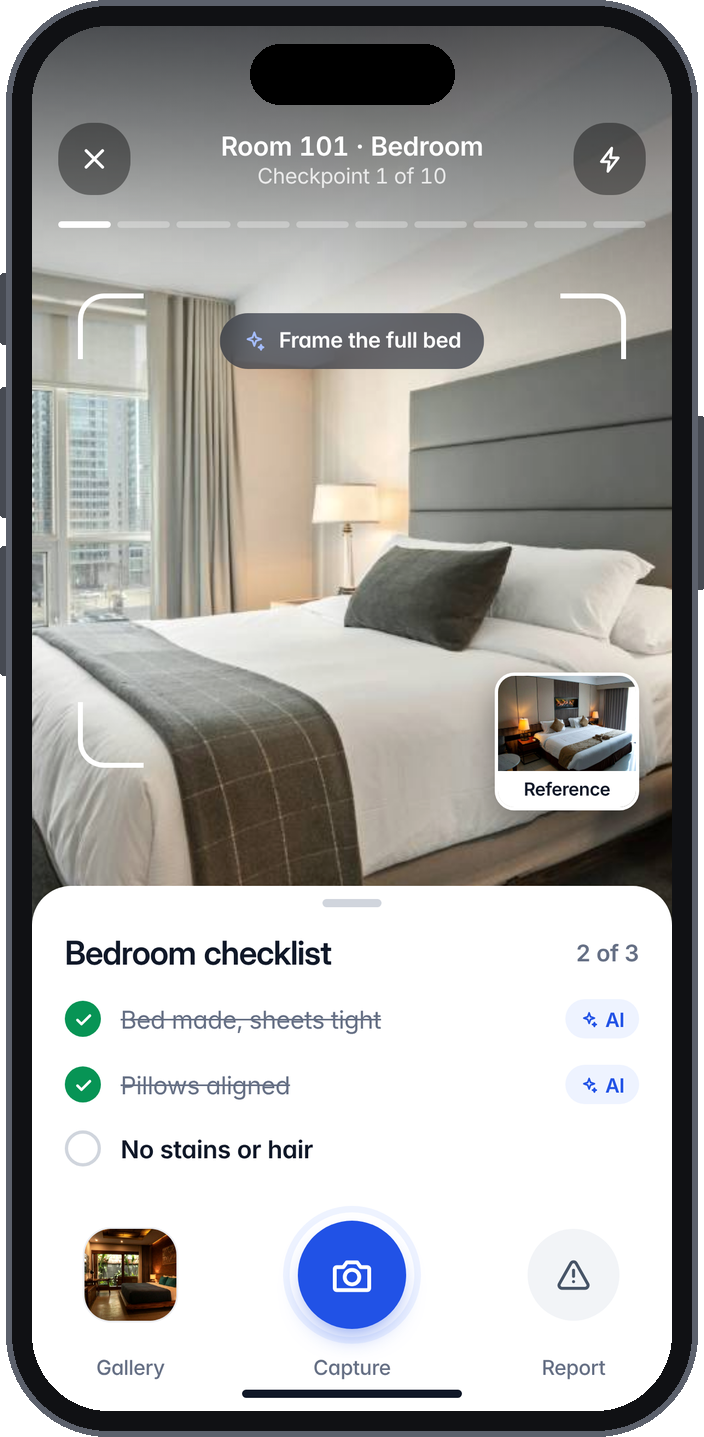 Room 101 · Bedroom
Checkpoint 1 of 10
Frame the full bed
Reference
Bedroom checklist
2 of 3
Bed made, sheets tight
AI
Pillows aligned
AI
No stains or hair
Gallery
Capture
Report